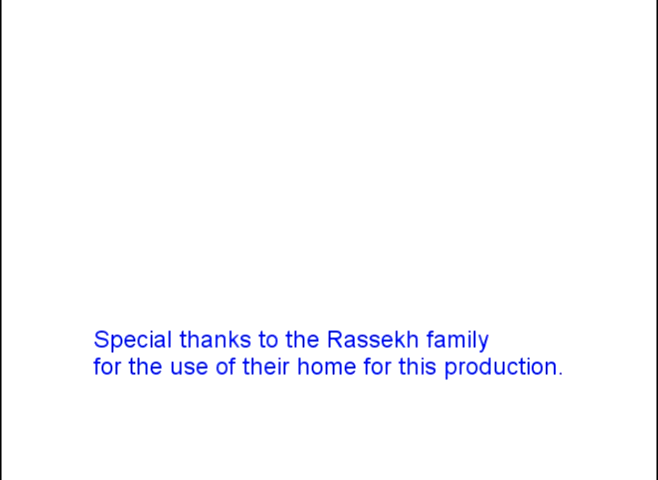 Special thanks to the Rassekh family
for the use of their home for this production.